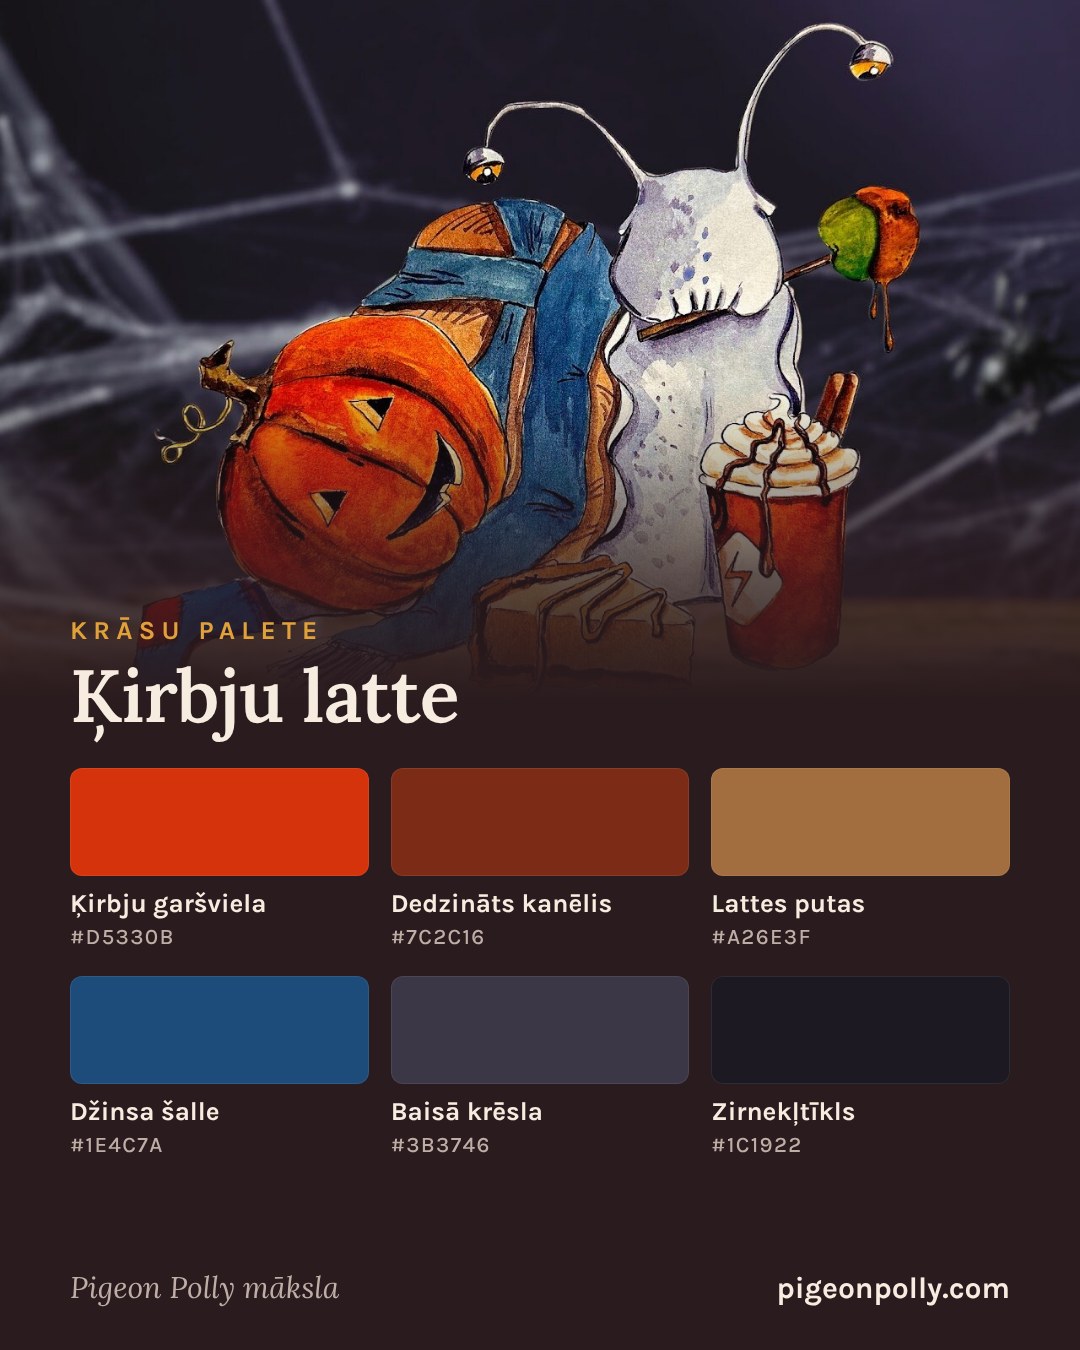 KRĀSU PALETE
Ķirbju latte
Ķirbju garšviela
#D5330B
Dedzināts kanēlis
#7C2C16
Lattes putas
#A26E3F
Džinsa šalle
#1E4C7A
Baisā krēsla
#3B3746
Zirnekļtīkls
#1C1922
Pigeon Polly māksla
pigeonpolly.com